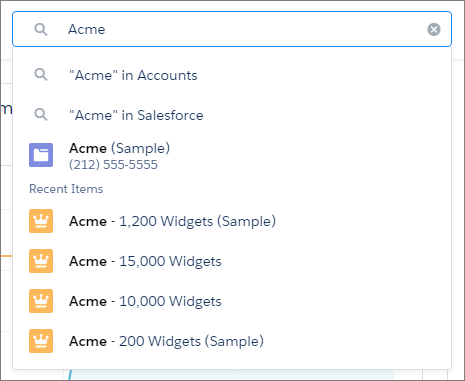 Acme
"Acme" in Accounts
"Acme" in Salesforce
Acme (Sample)
(212) 555-5555
Recent Items
Acme - 1,200 Widgets (Sample)
Acme - 15,000 Widgets
Acme - 10,000 Widgets
Acme - 200 Widgets (Sample)